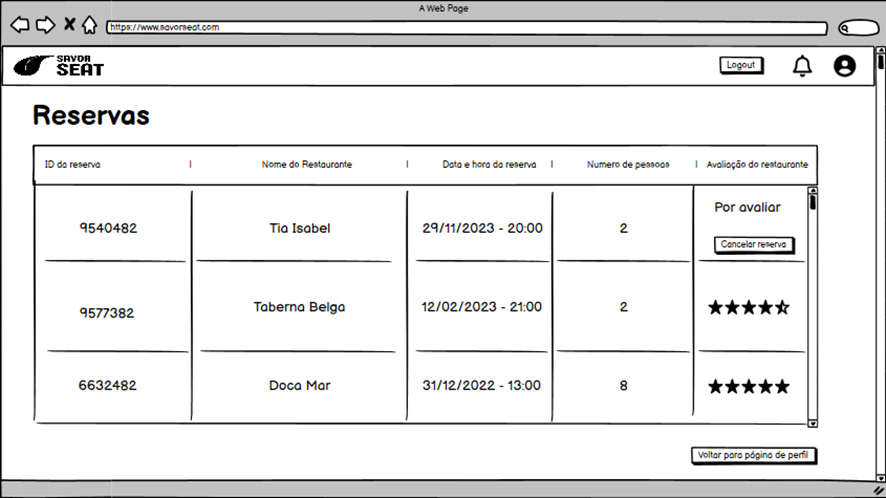 A Web Page
https://www.savorseat.com
SAVOR
SEAT
Logout
Reservas
ID da reserva | Nome do Restaurante | Data e hora da reserva | Numero de pessoas | Avaliação do restaurante
9540482 Tia Isabel 29/11/2023 - 20:00 2 Por avaliar
Cancelar reserva
9577382 Taberna Belga 12/02/2023 - 21:00 2
6632482 Doca Mar 31/12/2022 - 13:00 8
Voltar para página de perfil